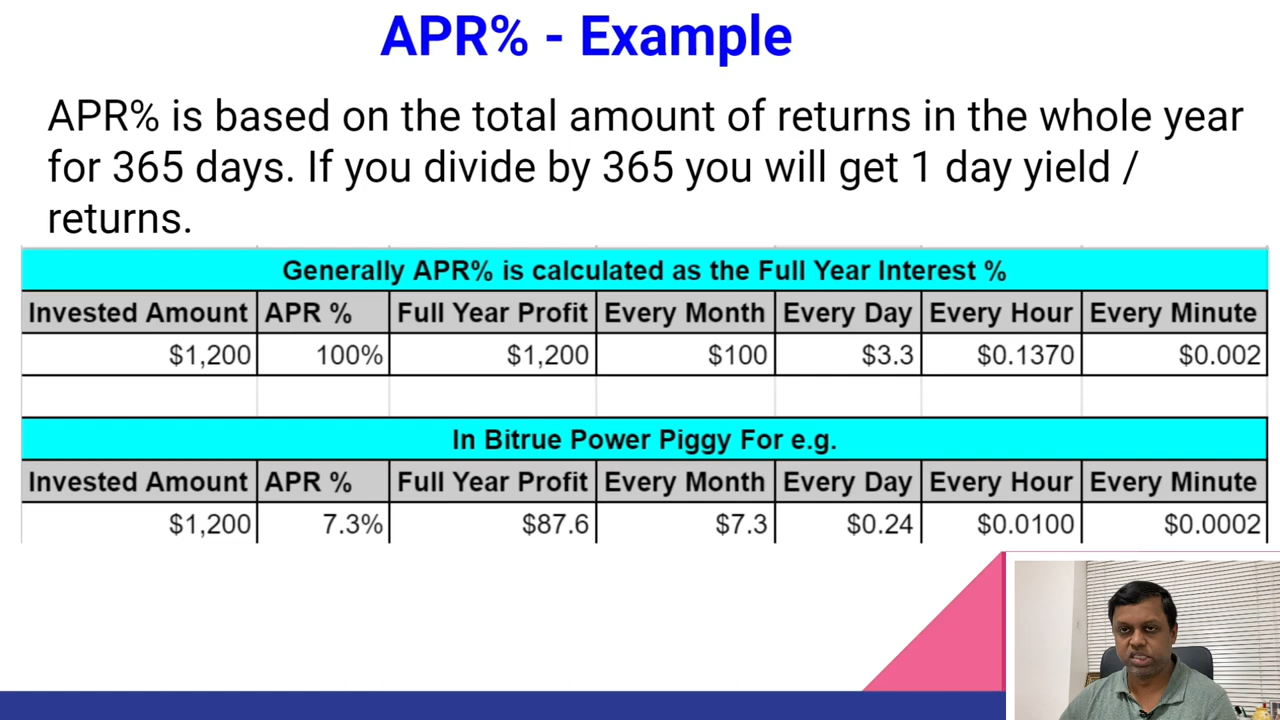 APR% - Example
APR% is based on the total amount of returns in the whole year
for 365 days. If you divide by 365 you will get 1 day yield /
returns.
Generally APR% is calculated as the Full Year Interest %
Invested Amount APR % Full Year Profit Every Month Every Day Every Hour Every Minute
$1,200 100% $1,200 $100 $3.3 $0.1370 $0.002
In Bitrue Power Piggy For e.g.
Invested Amount APR % Full Year Profit Every Month Every Day Every Hour Every Minute
$1,200 7.3% $87.6 $7.3 $0.24 $0.0100 $0.0002